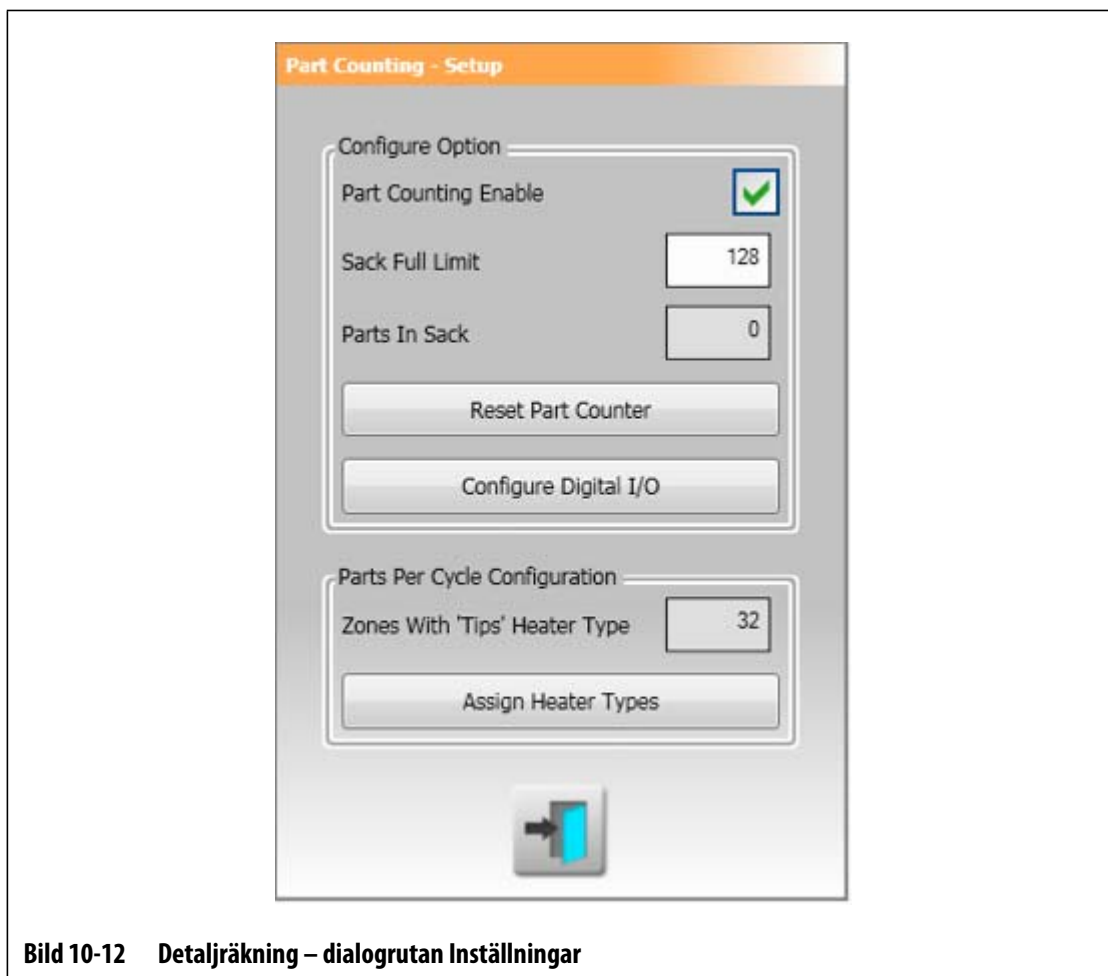 Part Counting - Setup
Configure Option
Part Counting Enable
Sack Full Limit 128
Parts In Sack 0
Reset Part Counter
Configure Digital I/O
Parts Per Cycle Configuration
Zones With 'Tips' Heater Type 32
Assign Heater Types
Bild 10-12 Detaljräkning – dialogrutan Inställningar